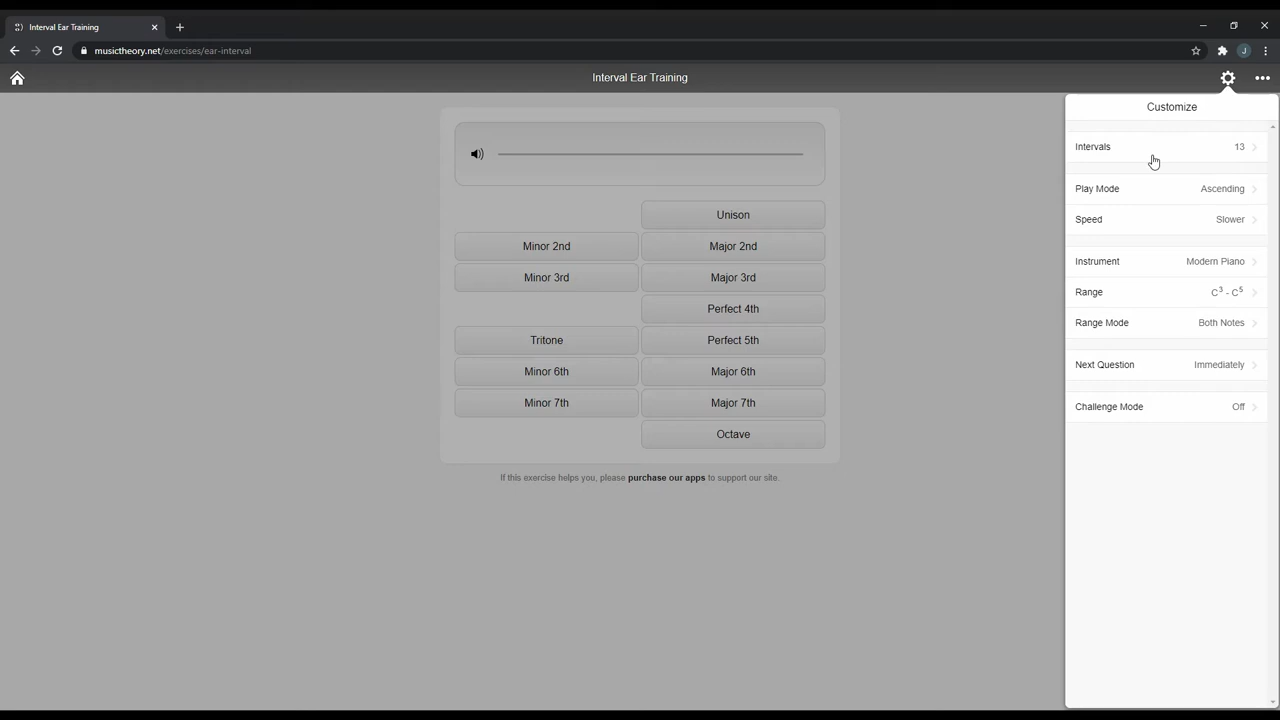 Interval Ear Training
musictheory.net/exercises/ear-interval
J
Interval Ear Training
Customize
Intervals 13
Play Mode Ascending
Speed Slower
Instrument Modern Piano
Range C3 - C5
Range Mode Both Notes
Next Question Immediately
Challenge Mode Off
Unison
Minor 2nd Major 2nd
Minor 3rd Major 3rd
Perfect 4th
Tritone Perfect 5th
Minor 6th Major 6th
Minor 7th Major 7th
Octave
If this exercise helps you, please purchase our apps to support our site.